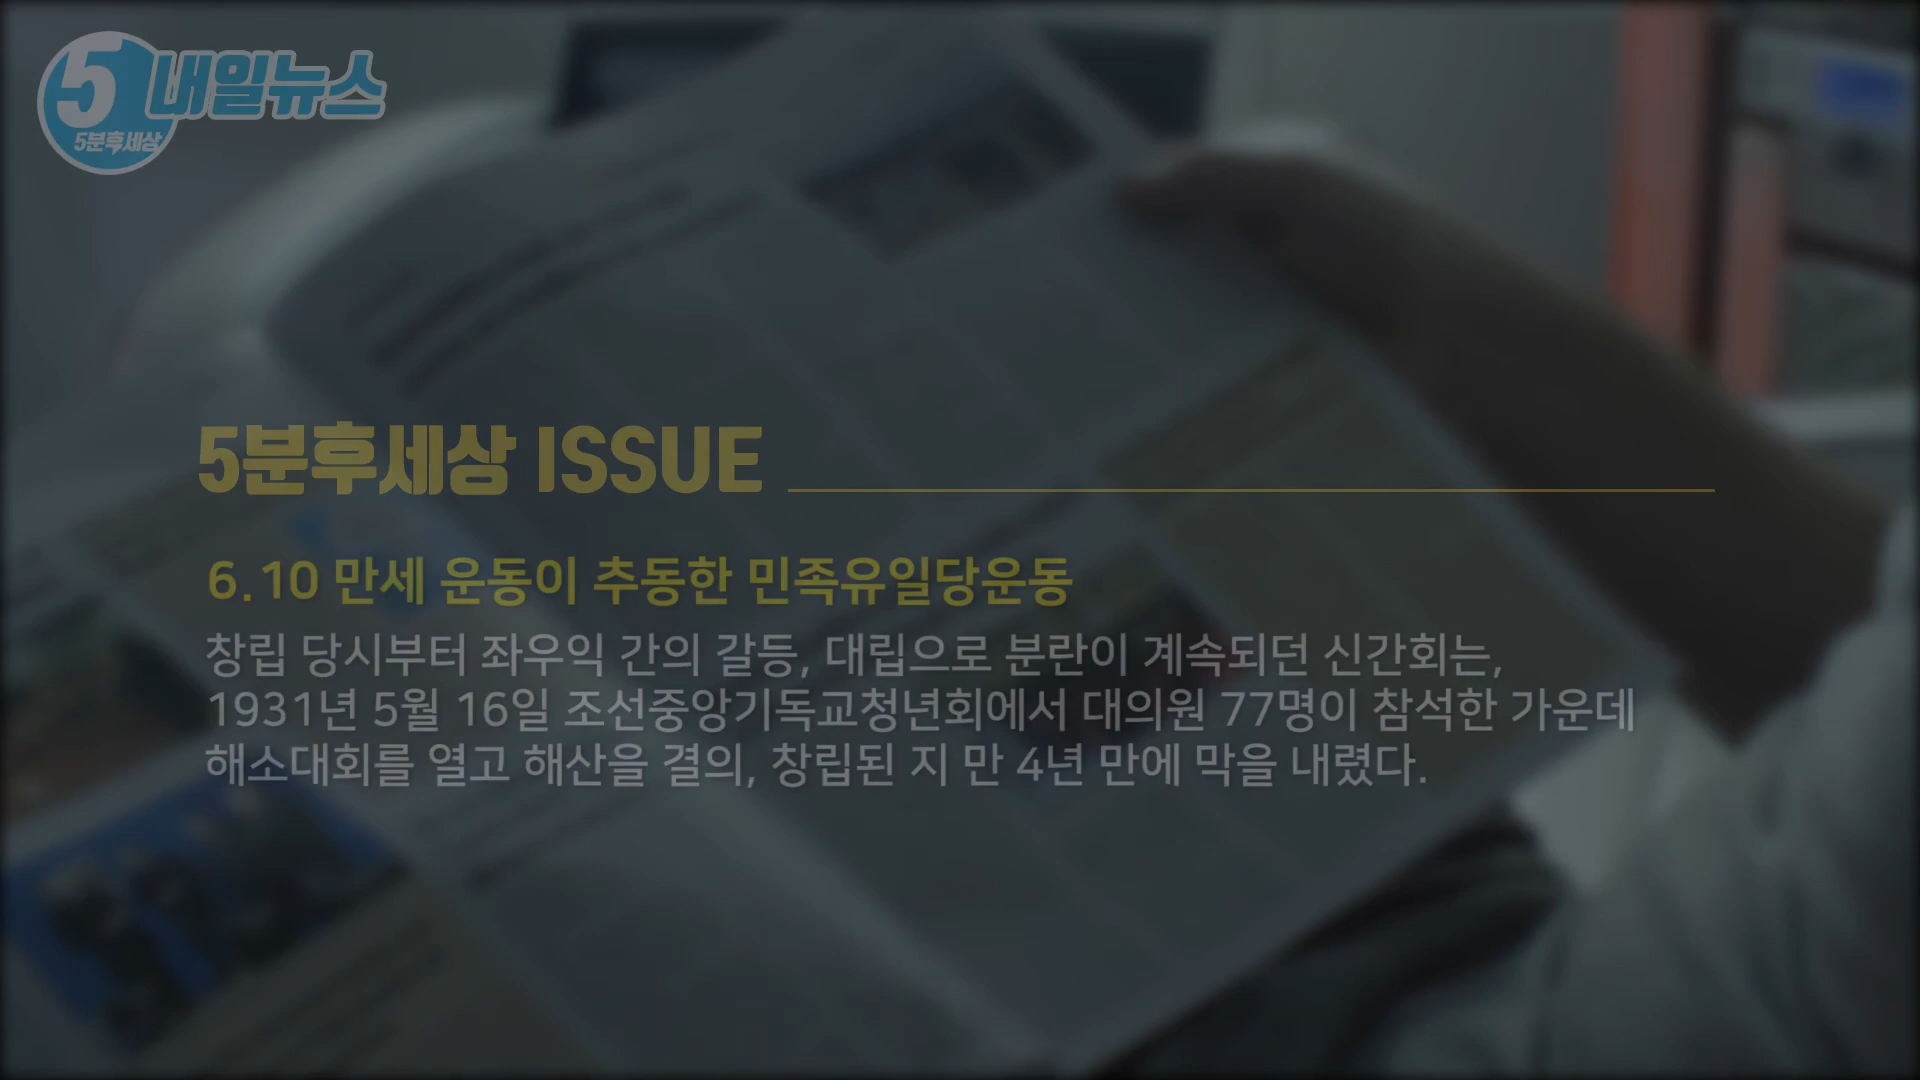 5 내일뉴스
5분후세상
5분후세상 ISSUE
6.10 만세 운동이 추동한 민족유일당운동
창립 당시부터 좌우익 간의 갈등, 대립으로 분란이 계속되던 신간회는,
1931년 5월 16일 조선중앙기독교청년회에서 대의원 77명이 참석한 가운데
해소대회를 열고 해산을 결의, 창립된 지 만 4년 만에 막을 내렸다.